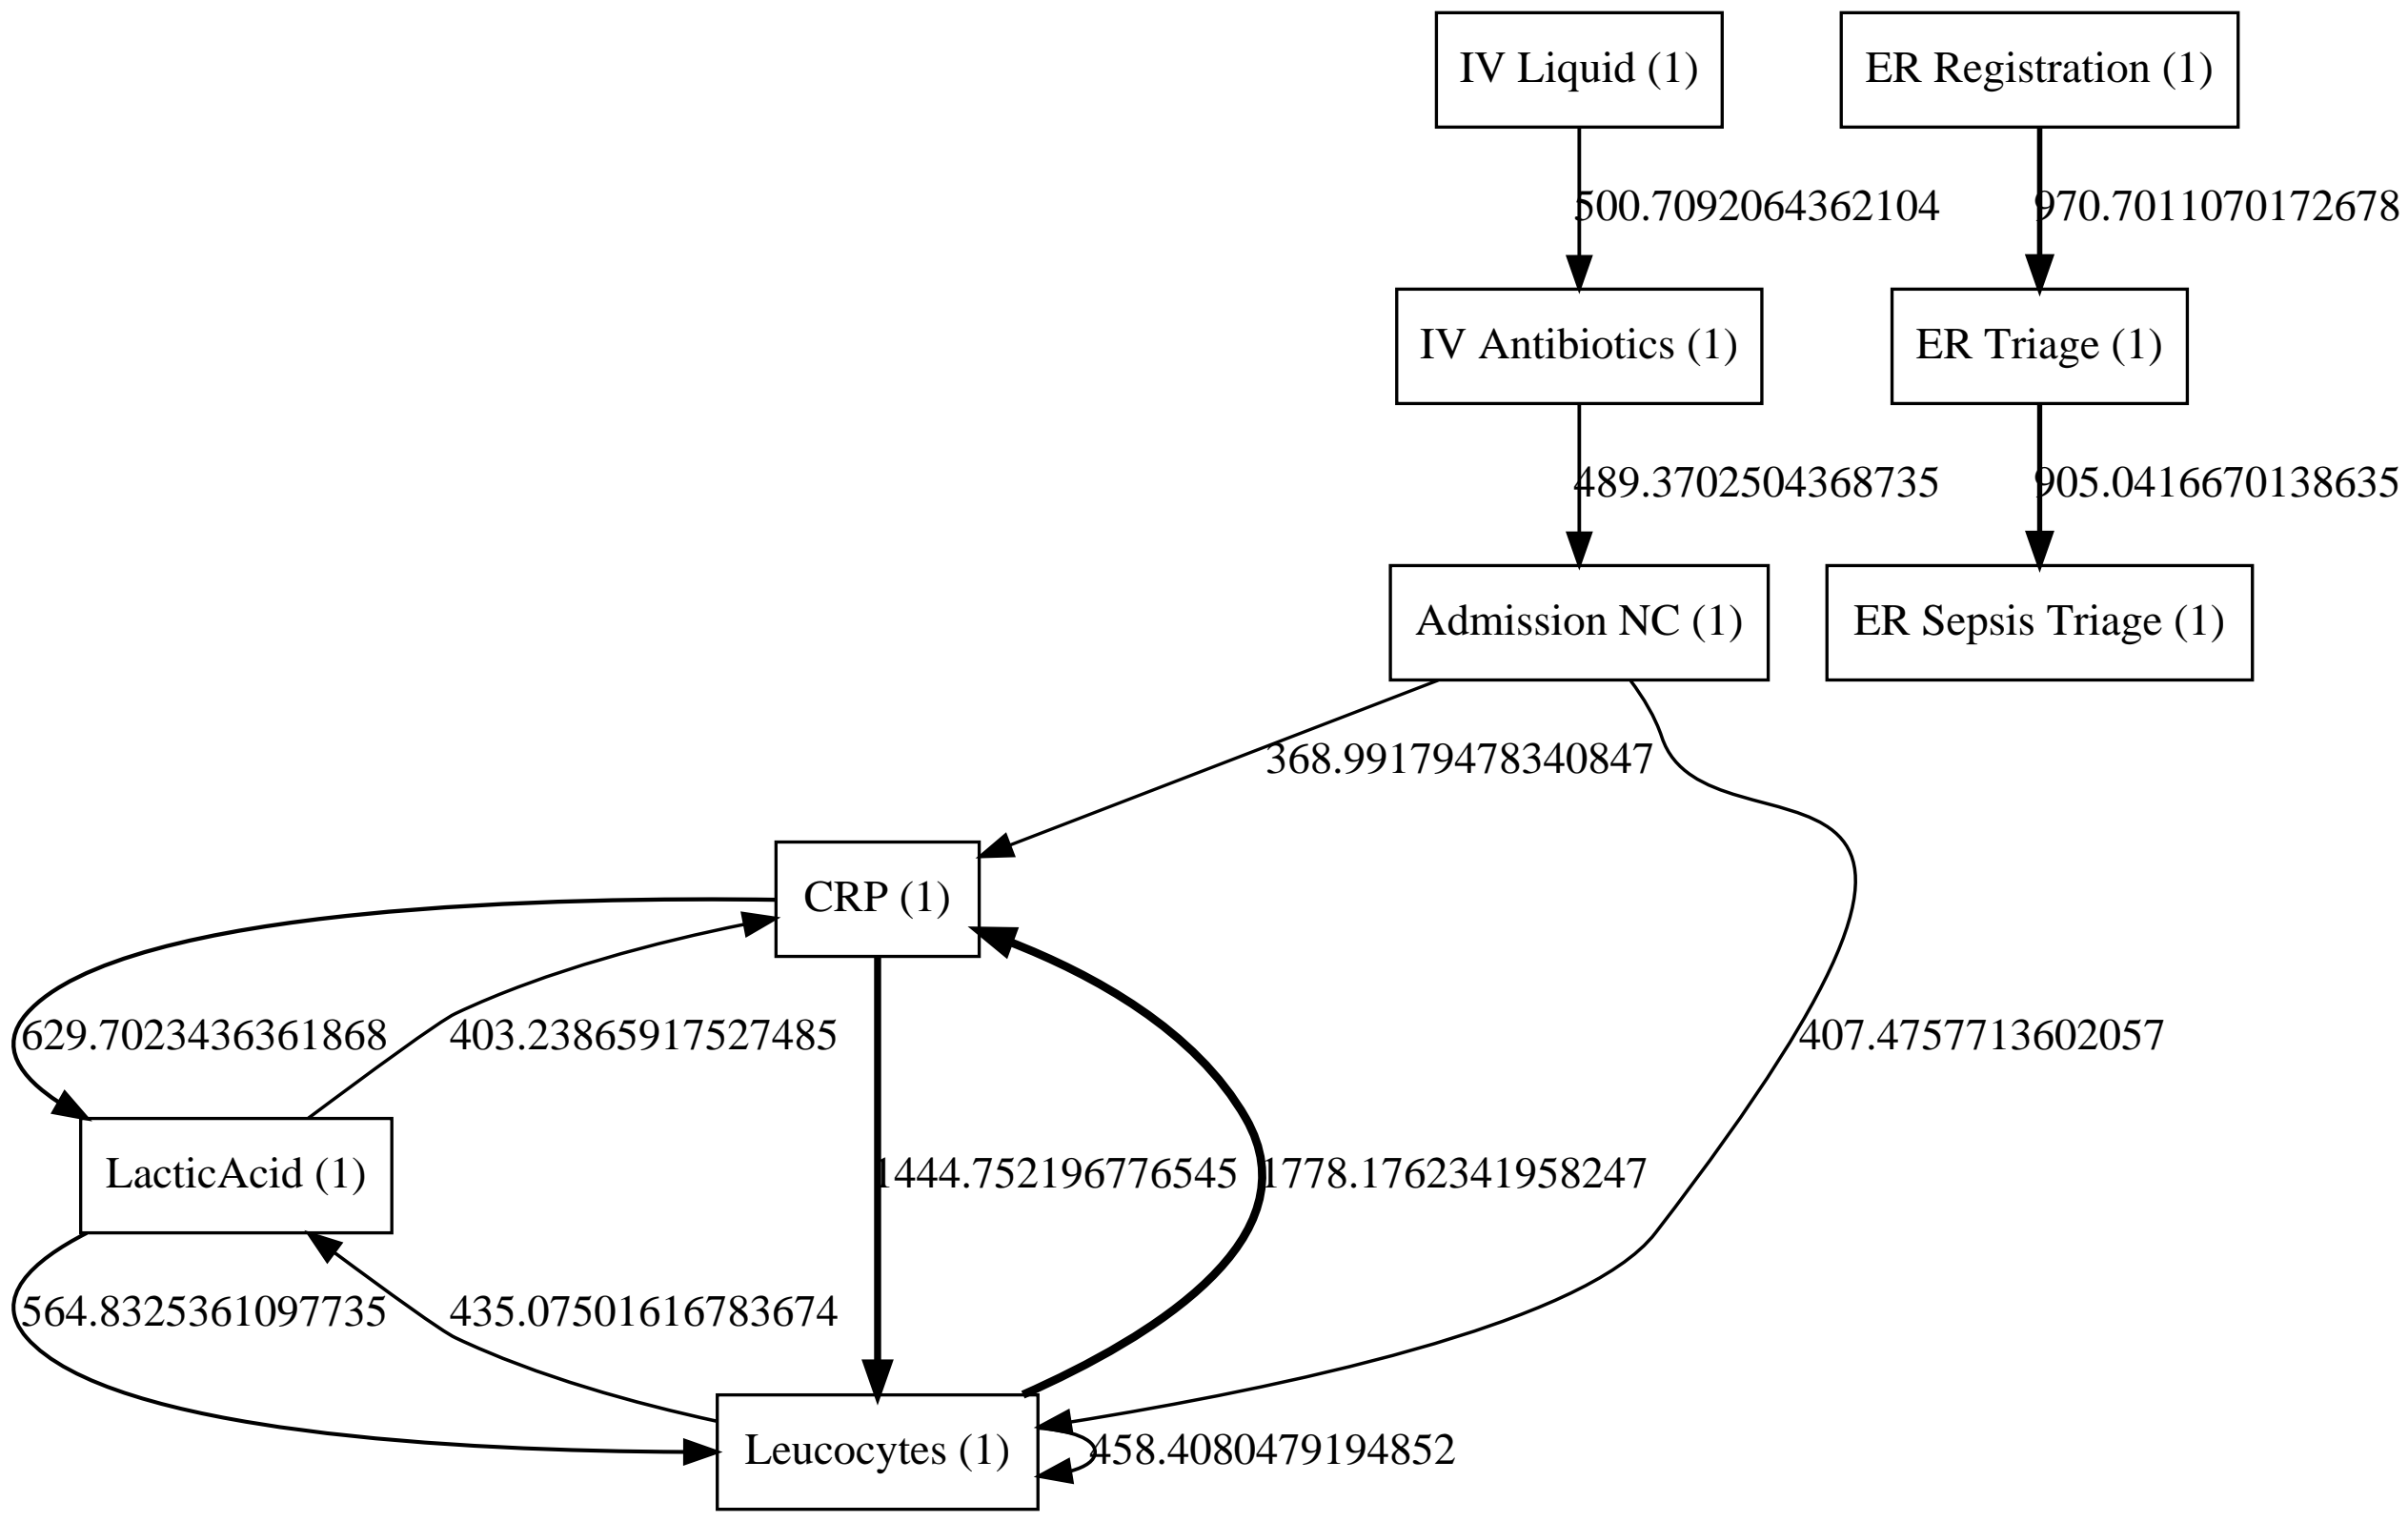 IV Liquid (1)
ER Registration (1)
500.7092064362104
970.7011070172678
IV Antibiotics (1)
ER Triage (1)
489.3702504368735
905.0416670138635
Admission NC (1)
ER Sepsis Triage (1)
368.99179478340847
CRP (1)
629.7023436361868
403.23865917527485
407.4757713602057
LacticAcid (1)
1444.752196776545
1778.1762341958247
564.8325361097735
435.07501616783674
Leucocytes (1)
458.4080479194852